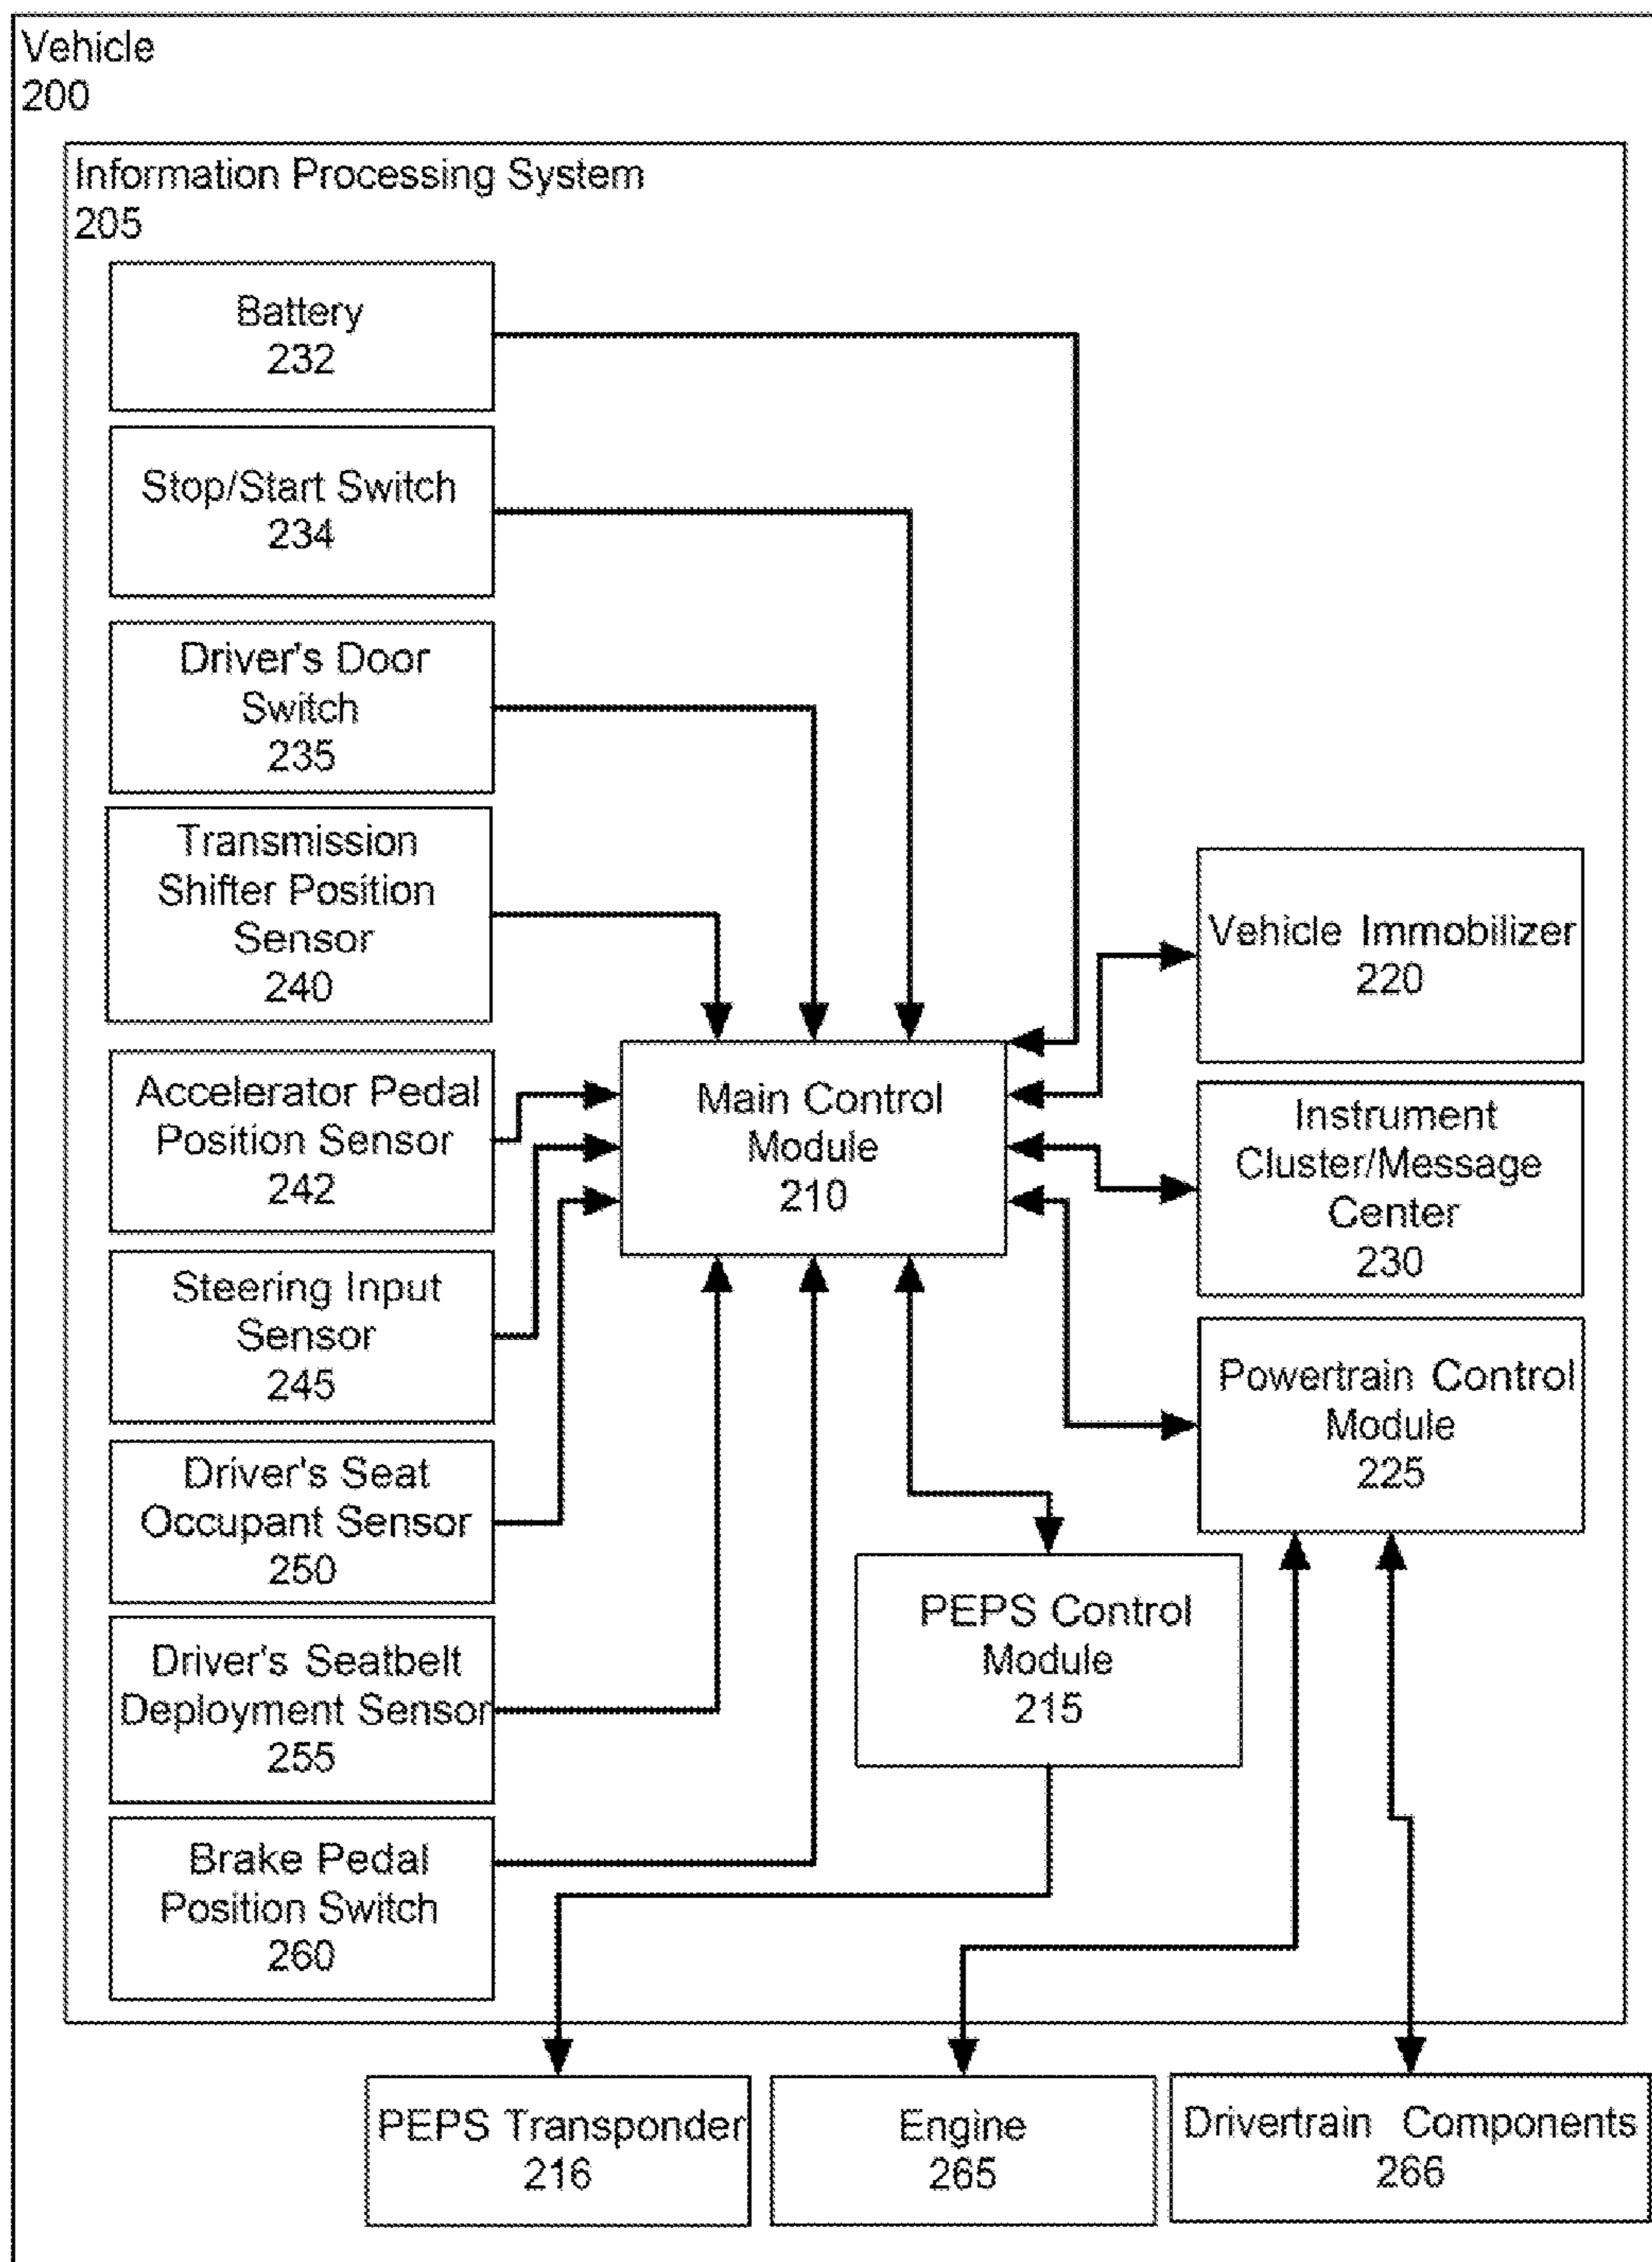 Vehicle
200
Information Processing System
205
Battery
232
Stop/Start Switch
234
Driver's Door
Switch
235
Transmission
Shifter Position
Sensor
240
Accelerator Pedal
Position Sensor
242
Steering Input
Sensor
245
Driver's Seat
Occupant Sensor
250
Driver's Seatbelt
Deployment Sensor
255
Brake Pedal
Position Switch
260
Main Control
Module
210
Vehicle Immobilizer
220
Instrument
Cluster/Message
Center
230
Powertrain Control
Module
225
PEPS Control
Module
215
PEPS Transponder
216
Engine
265
Drivertrain Components
266